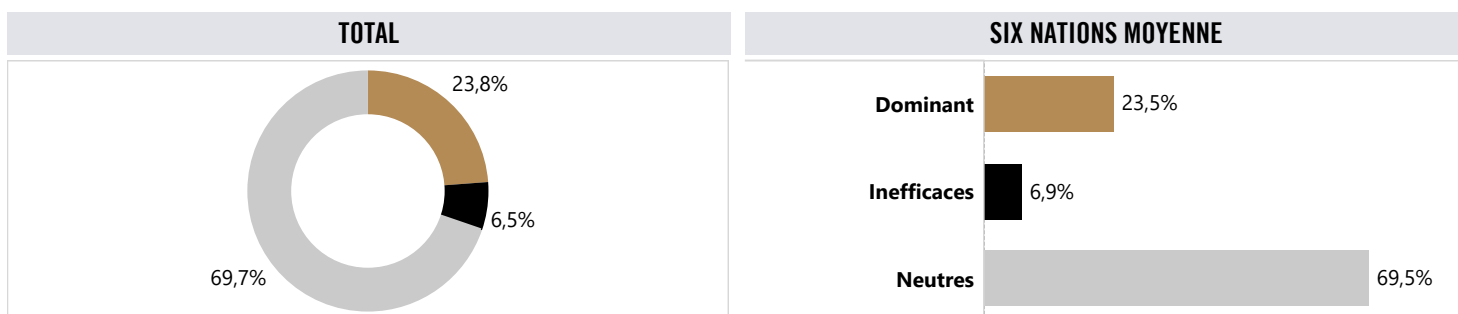 TOTAL
23,8%
6,5%
69,7%
SIX NATIONS MOYENNE
Dominant
23,5%
Inefficaces
6,9%
Neutres
69,5%